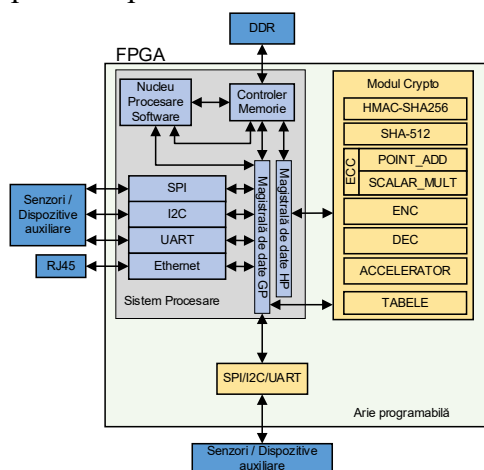 DDR
FPGA
Nucleu
Procesare
Software
Controler
Memorie
Modul Crypto
HMAC-SHA256
SHA-512
ECC
POINT_ADD
SCALAR_MULT
ENC
DEC
ACCELERATOR
TABELE
Senzori /
Dispozitive
auxiliare
RJ45
SPI
I2C
UART
Ethernet
Magistrală de date GP
Magistrală de date HP
Sistem Procesare
SPI/I2C/UART
Arie programabilă
Senzori / Dispozitive
auxiliare